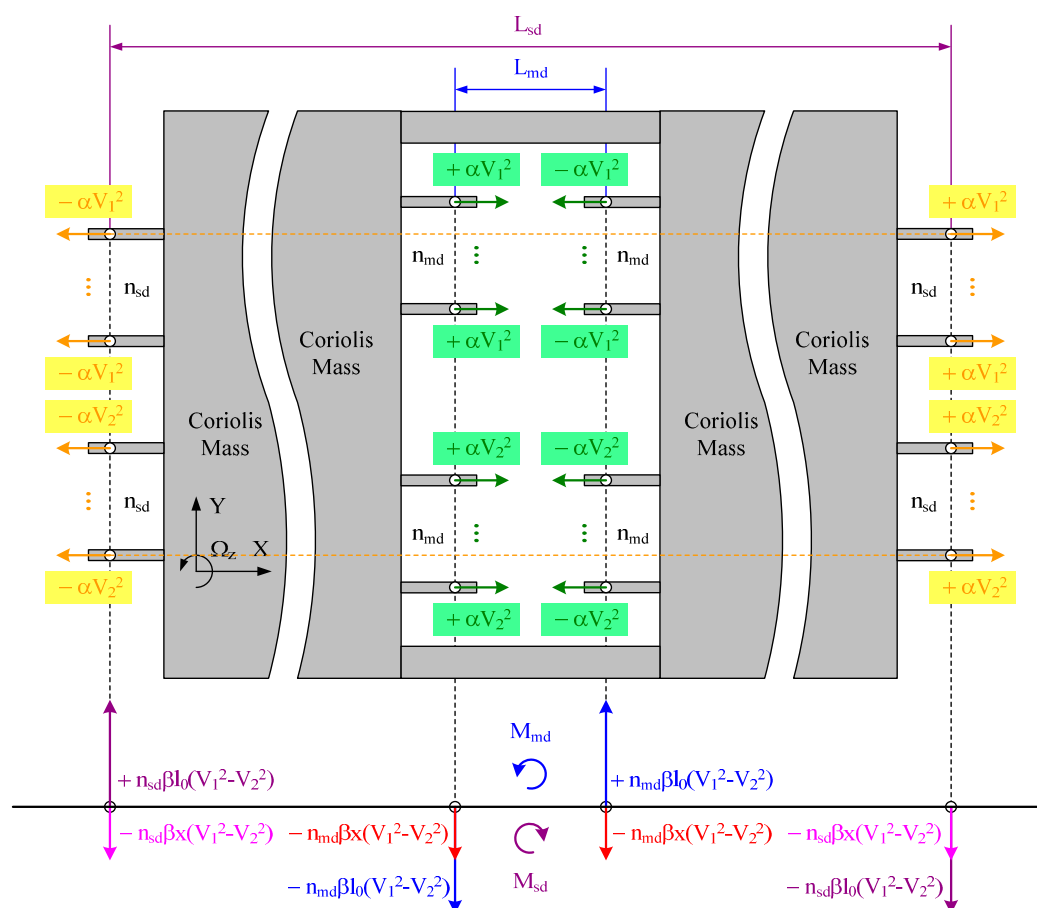 L_sd
L_md
+ αV₁² − αV₁²
− αV₁² + αV₁²
n_sd n_md n_md n_sd
+ αV₁² − αV₁²
Coriolis Mass
Coriolis Mass
− αV₁² + αV₁²
− αV₂² + αV₂²
Coriolis Mass
Coriolis Mass
+ αV₂² − αV₂²
n_sd n_md n_md n_sd
Y
Ω_z X
− αV₂² + αV₂²
+ αV₂² − αV₂²
M_md
+ n_sdβl₀(V₁²-V₂²) + n_mdβl₀(V₁²-V₂²)
− n_sdβx(V₁²-V₂²) − n_mdβx(V₁²-V₂²) − n_mdβx(V₁²-V₂²) − n_sdβx(V₁²-V₂²)
M_sd
− n_mdβl₀(V₁²-V₂²) − n_sdβl₀(V₁²-V₂²)